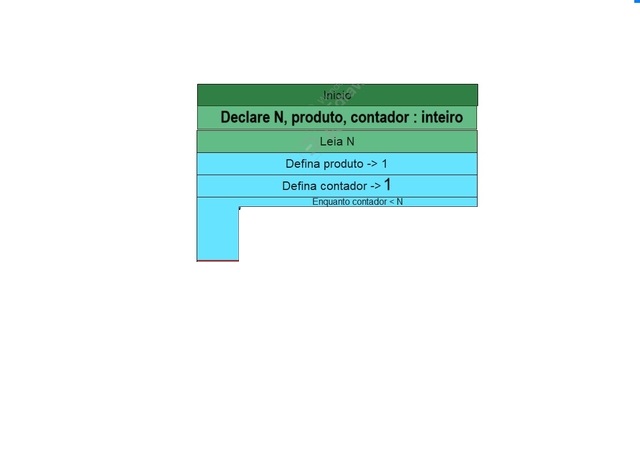 Inicio
Declare N, produto, contador : inteiro
Leia N
Defina produto -> 1
Defina contador -> 1
Enquanto contador < N